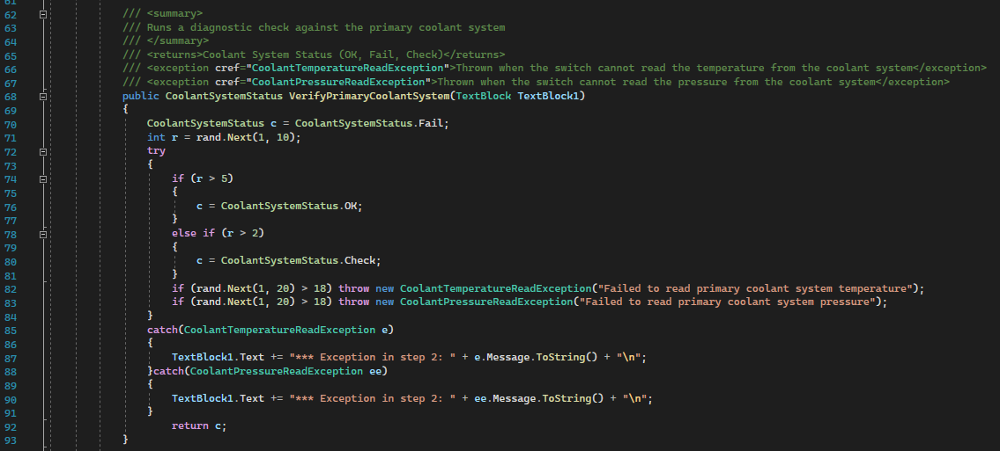 61
62 /// <summary>
63 /// Runs a diagnostic check against the primary coolant system
64 /// </summary>
65 /// <returns>Coolant System Status (OK, Fail, Check)</returns>
66 /// <exception cref="CoolantTemperatureReadException">Thrown when the switch cannot read the temperature from the coolant system</exception>
67 /// <exception cref="CoolantPressureReadException">Thrown when the switch cannot read the pressure from the coolant system</exception>
68 public CoolantSystemStatus VerifyPrimaryCoolantSystem(TextBlock TextBlock1)
69 {
70 CoolantSystemStatus c = CoolantSystemStatus.Fail;
71 int r = rand.Next(1, 10);
72 try
73 {
74 if (r > 5)
75 {
76 c = CoolantSystemStatus.OK;
77 }
78 else if (r > 2)
79 {
80 c = CoolantSystemStatus.Check;
81 }
82 if (rand.Next(1, 20) > 18) throw new CoolantTemperatureReadException("Failed to read primary coolant system temperature");
83 if (rand.Next(1, 20) > 18) throw new CoolantPressureReadException("Failed to read primary coolant system pressure");
84 }
85 catch(CoolantTemperatureReadException e)
86 {
87 TextBlock1.Text += "*** Exception in step 2: " + e.Message.ToString() + "\n";
88 }catch(CoolantPressureReadException ee)
89 {
90 TextBlock1.Text += "*** Exception in step 2: " + ee.Message.ToString() + "\n";
91 }
92 return c;
93 }